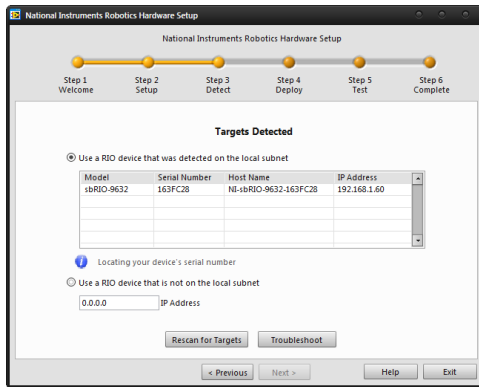 National Instruments Robotics Hardware Setup
National Instruments Robotics Hardware Setup
Step 1 Step 2 Step 3 Step 4 Step 5 Step 6
Welcome Setup Detect Deploy Test Complete
Targets Detected
Use a RIO device that was detected on the local subnet
Model Serial Number Host Name IP Address
sbRIO-9632 163FC28 NI-sbRIO-9632-163FC28 192.168.1.60
Locating your device's serial number
Use a RIO device that is not on the local subnet
0.0.0.0 IP Address
Rescan for Targets Troubleshoot
< Previous Next > Help Exit